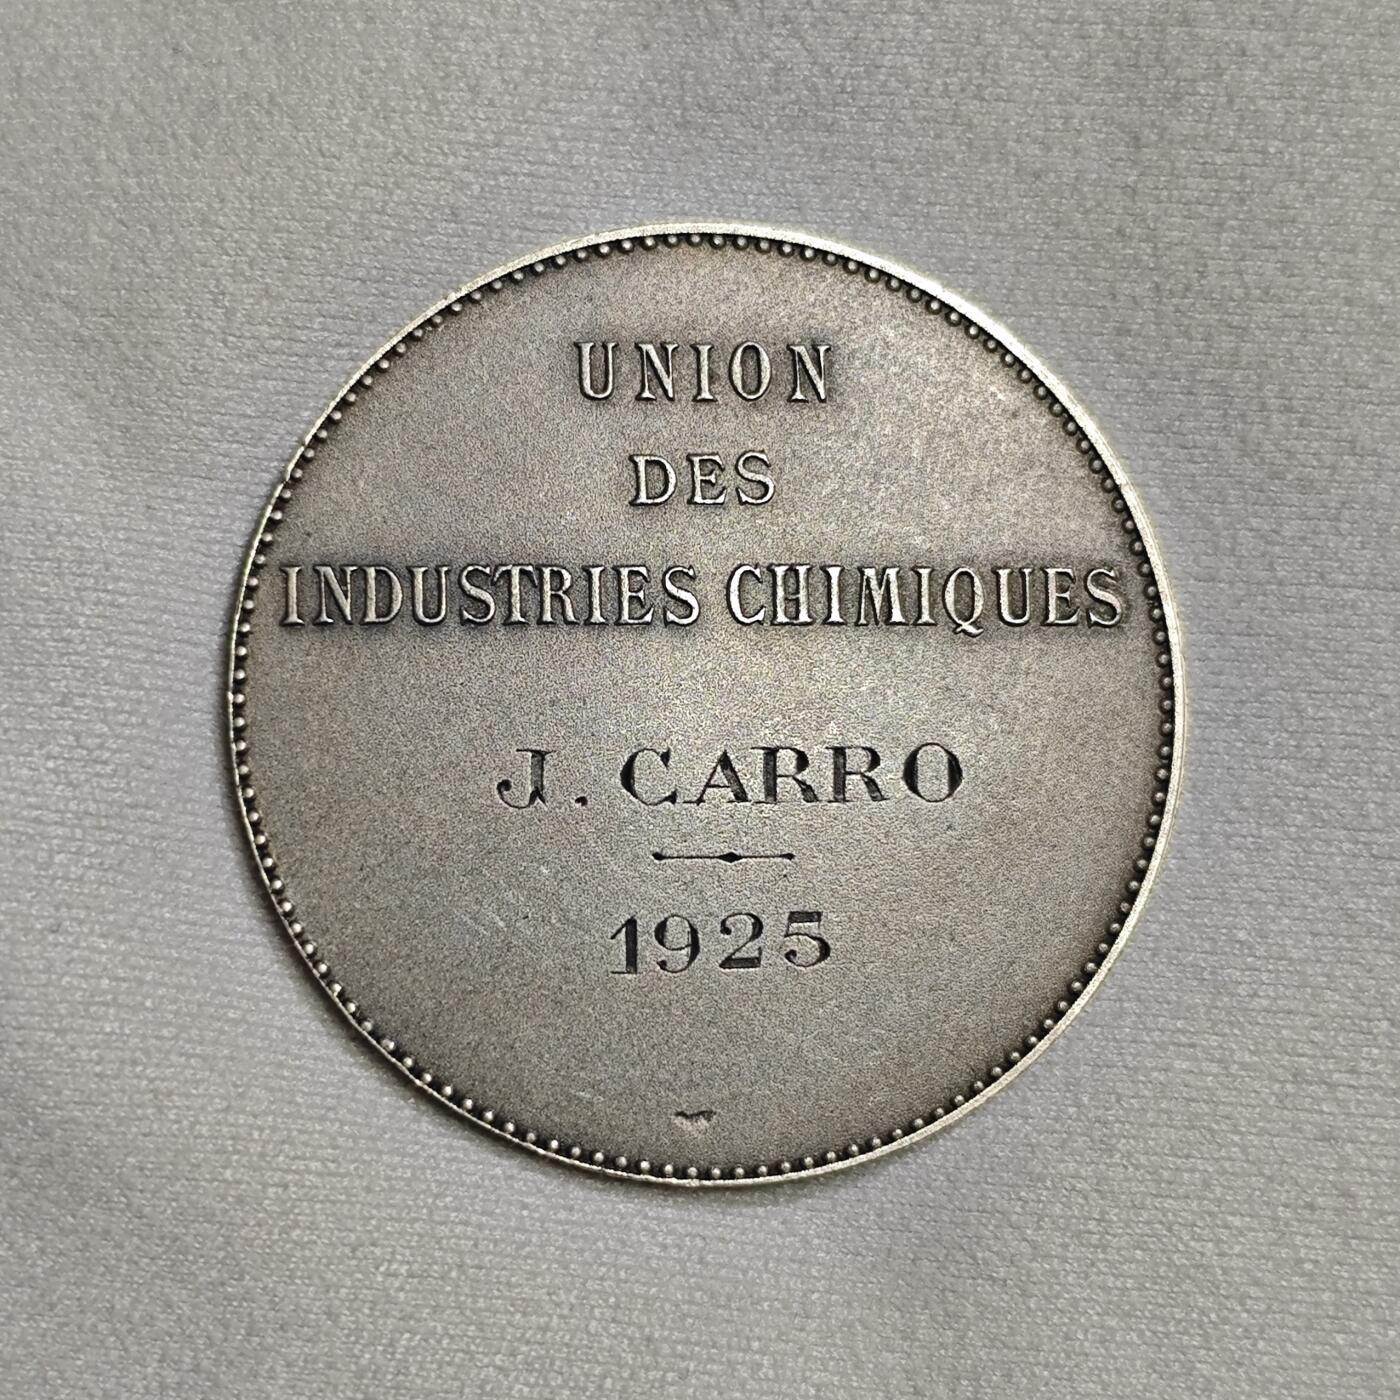 UNION
DES
INDUSTRIES CHIMIQUES
J. CARRO
1925